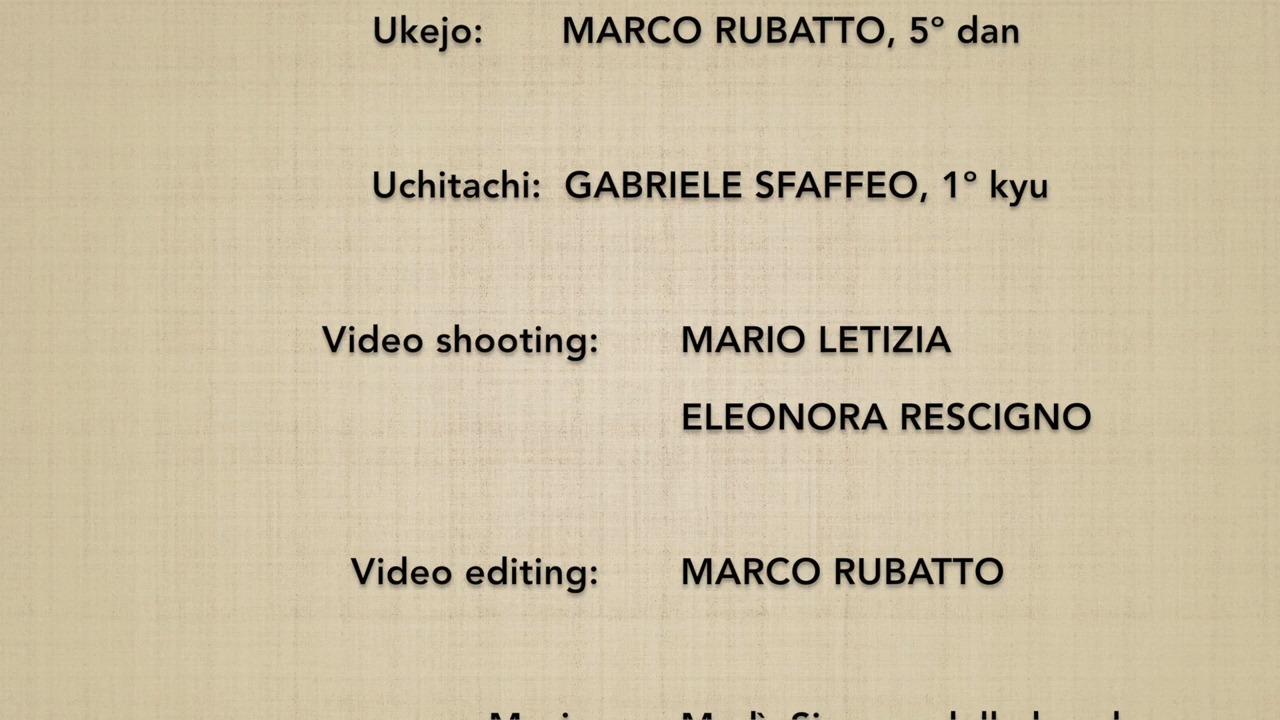 Ukejo: MARCO RUBATTO, 5° dan
Uchitachi: GABRIELE SFAFFEO, 1° kyu
Video shooting: MARIO LETIZIA
ELEONORA RESCIGNO
Video editing: MARCO RUBATTO